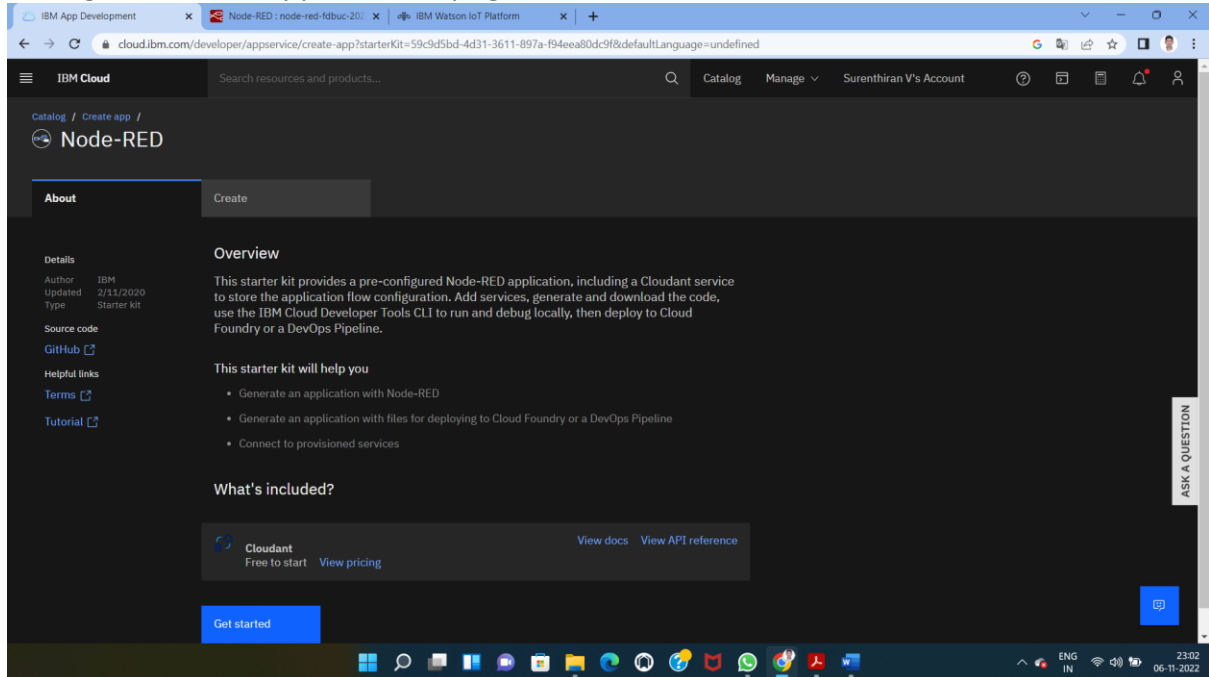 IBM App Development
Node-RED : node-red-fdbuc-202
IBM Watson IoT Platform
cloud.ibm.com/developer/appservice/create-app?starterKit=59c9d5bd-4d31-3611-897a-f94eea80dc9f&defaultLanguage=undefined
IBM Cloud
Search resources and products...
Catalog
Manage
Surenthiran V's Account
Catalog / Create app /
Node-RED
About
Create
Details
Author IBM
Updated 2/11/2020
Type Starter kit
Source code
GitHub
Helpful links
Terms
Tutorial
Overview
This starter kit provides a pre-configured Node-RED application, including a Cloudant service
to store the application flow configuration. Add services, generate and download the code,
use the IBM Cloud Developer Tools CLI to run and debug locally, then deploy to Cloud
Foundry or a DevOps Pipeline.
This starter kit will help you
• Generate an application with Node-RED
• Generate an application with files for deploying to Cloud Foundry or a DevOps Pipeline
• Connect to provisioned services
What's included?
Cloudant
Free to start View pricing
View docs View API reference
Get started
ASK A QUESTION
ENG
IN
23:02
06-11-2022